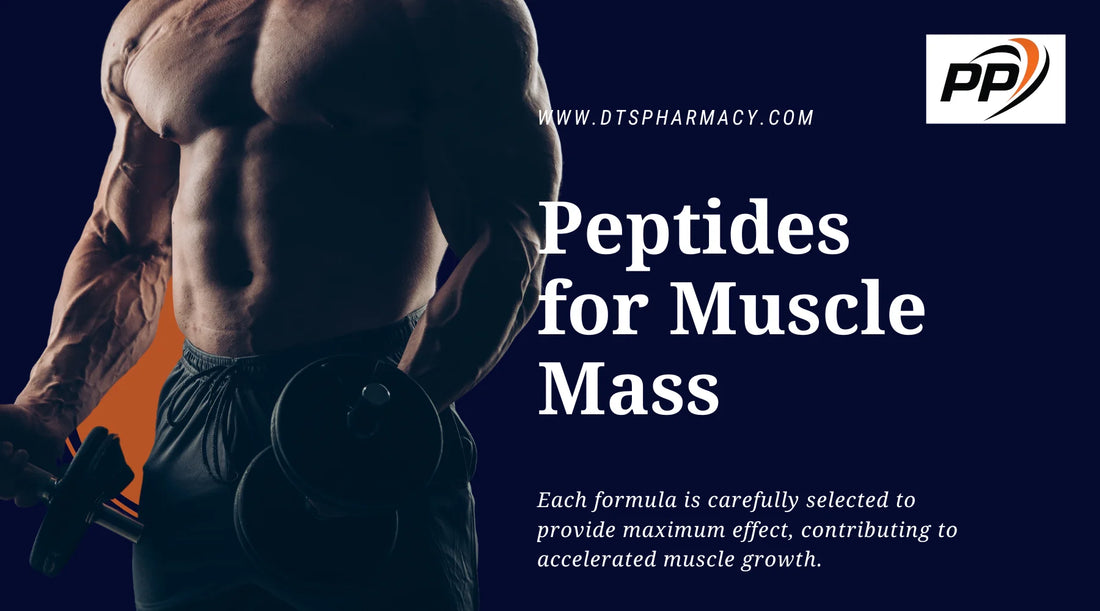 WWW.DTSPHARMACY.COM
PP
Peptides
for Muscle
Mass
Each formula is carefully selected to
provide maximum effect, contributing to
accelerated muscle growth.